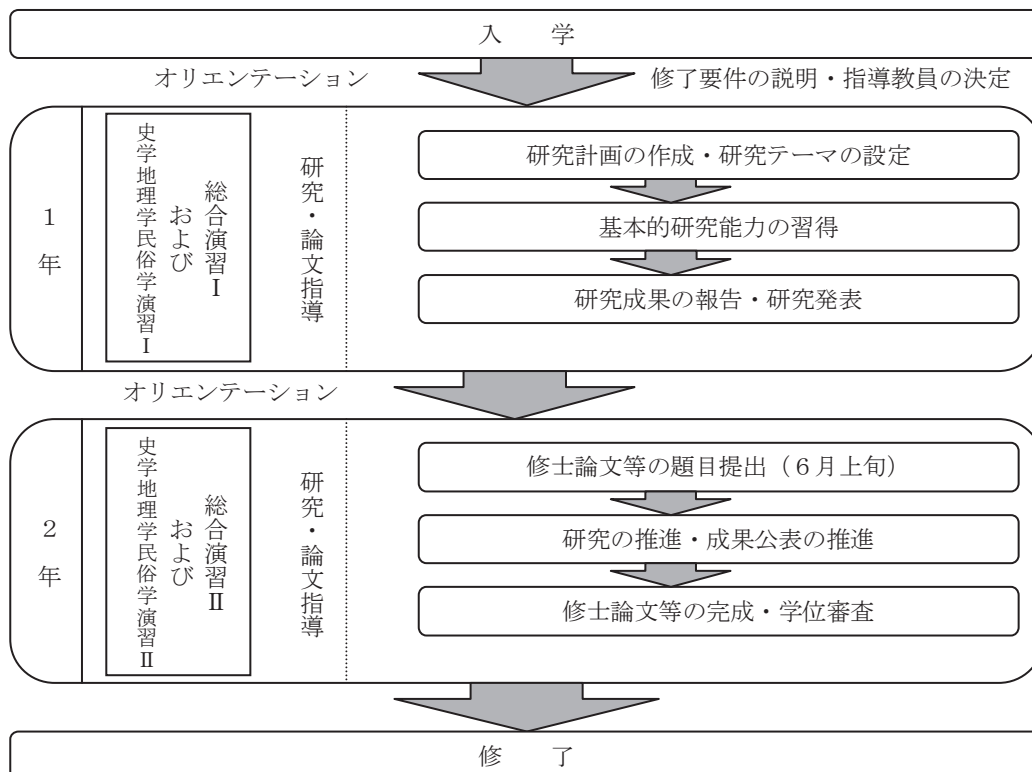 入　学
オリエンテーション
修了要件の説明・指導教員の決定
1
年
総合演習Ⅰ
および
史学地理学民俗学演習Ⅰ
研究・論文指導
研究計画の作成・研究テーマの設定
基本的研究能力の習得
研究成果の報告・研究発表
オリエンテーション
2
年
総合演習Ⅱ
および
史学地理学民俗学演習Ⅱ
研究・論文指導
修士論文等の題目提出（６月上旬）
研究の推進・成果公表の推進
修士論文等の完成・学位審査
修　了